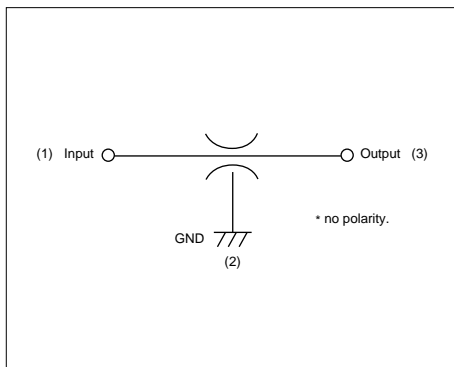 (1) Input Output (3)
* no polarity.
GND
(2)